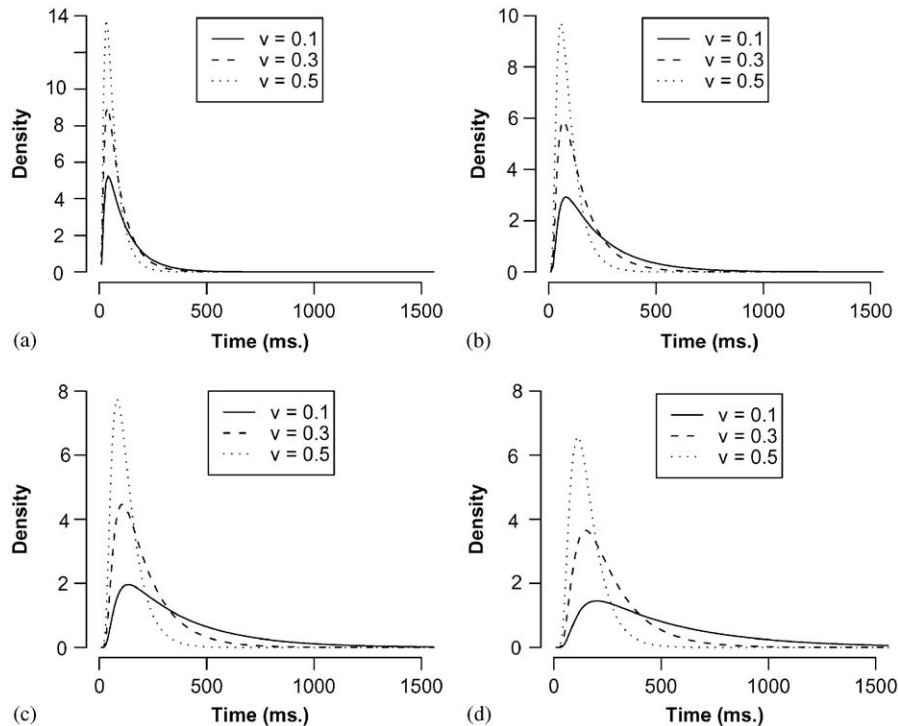 14
12
10
8
6
4
2
0
Density
v = 0.1
v = 0.3
v = 0.5
0 500 1000 1500
Time (ms.)
(a)
10
8
6
4
2
0
Density
v = 0.1
v = 0.3
v = 0.5
0 500 1000 1500
Time (ms.)
(b)
8
6
4
2
0
Density
v = 0.1
v = 0.3
v = 0.5
0 500 1000 1500
Time (ms.)
(c)
8
6
4
2
0
Density
v = 0.1
v = 0.3
v = 0.5
0 500 1000 1500
Time (ms.)
(d)